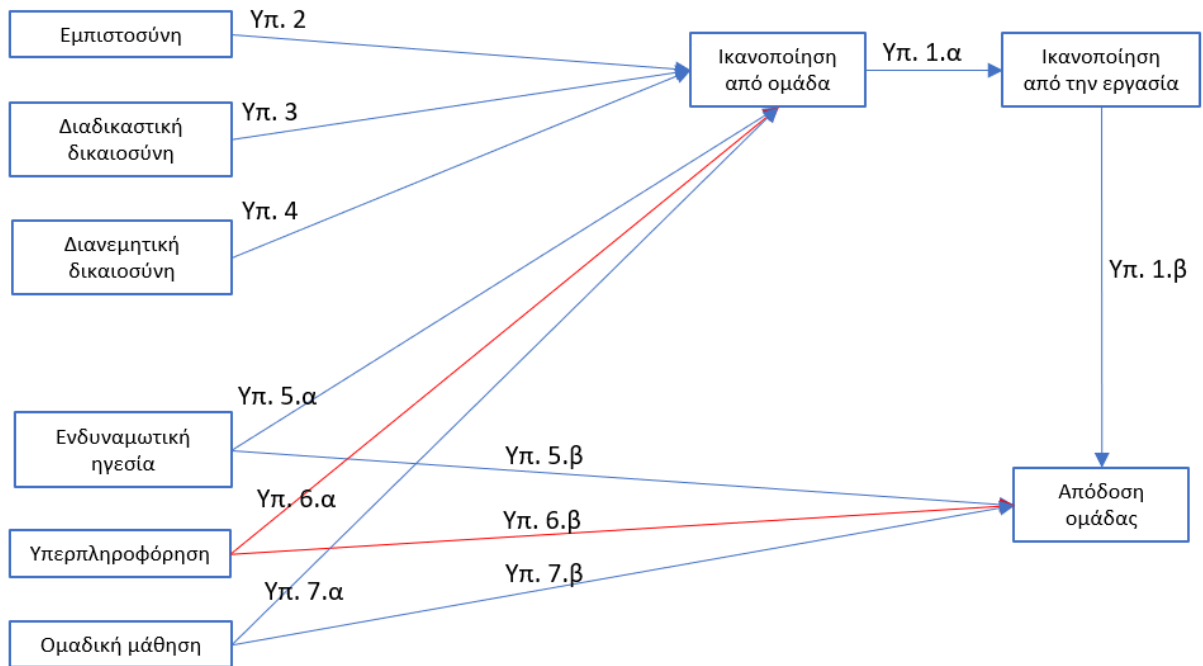 Εμπιστοσύνη
Υπ. 2
Ικανοποίηση
από ομάδα
Υπ. 1.α
Ικανοποίηση
από την εργασία
Διαδικαστική
δικαιοσύνη
Υπ. 3
Διανεμητική
δικαιοσύνη
Υπ. 4
Υπ. 1.β
Ενδυναμωτική
ηγεσία
Υπ. 5.α
Υπ. 5.β
Απόδοση
ομάδας
Υπερπληροφόρηση
Υπ. 6.α
Υπ. 6.β
Ομαδική μάθηση
Υπ. 7.α
Υπ. 7.β